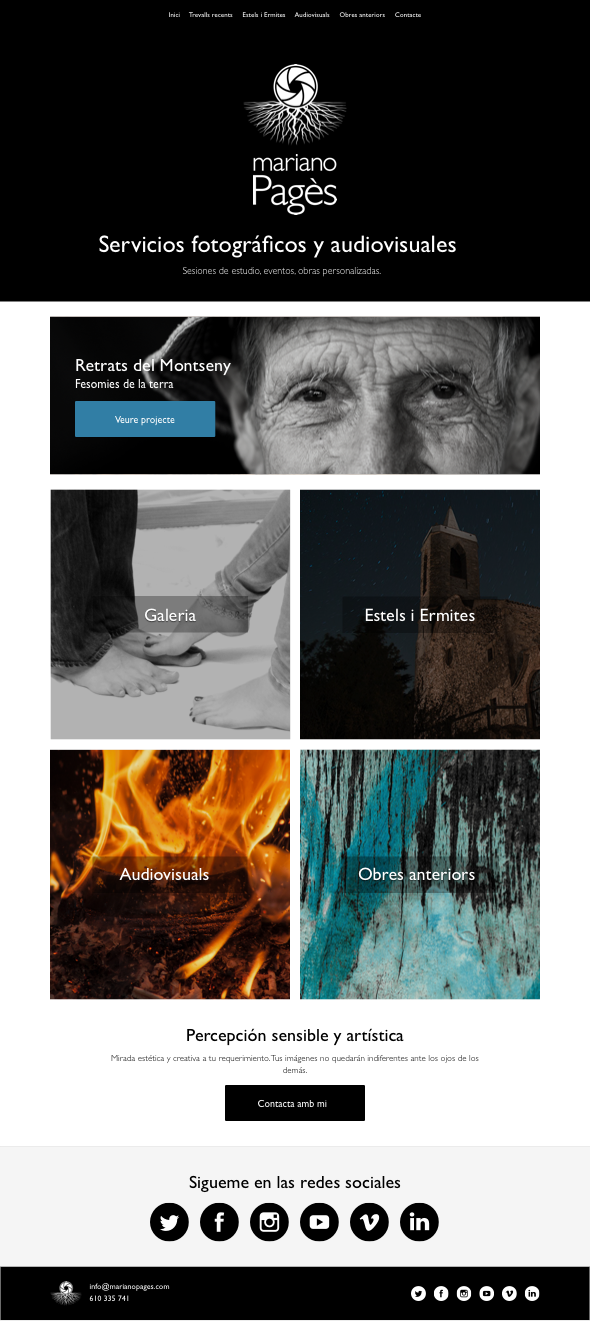 Inici Trevalls recents Estels i Ermites Audiovisuals Obres anteriors Contacte
mariano
Pagès
Servicios fotográficos y audiovisuales
Sesiones de estudio, eventos, obras personalizadas.
Retrats del Montseny
Fesomies de la terra
Veure projecte
Galeria
Estels i Ermites
Audiovisuals
Obres anteriors
Percepción sensible y artística
Mirada estética y creativa a tu requerimiento. Tus imágenes no quedarán indiferentes ante los ojos de los
demás.
Contacta amb mi
Sigueme en las redes sociales
info@marianopages.com
610 335 741